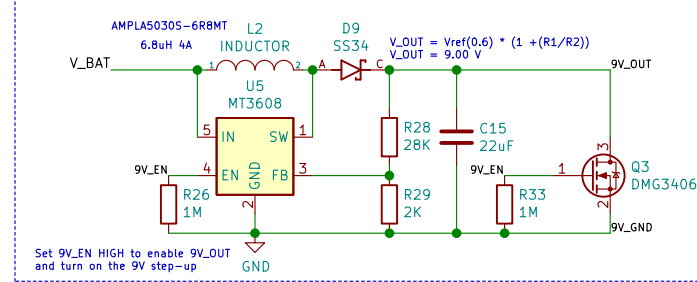 AMPLA5030S-6R8MT
6.8uH 4A
L2
INDUCTOR
D9
SS34
V_OUT = Vref(0.6) * (1 +(R1/R2))
V_OUT = 9.00 V
V_BAT
1
2
A
C
9V_OUT
U5
MT3608
5
IN
SW
1
R28
28K
C15
22uF
3
9V_EN
4
EN
GND
FB
3
9V_EN
1
Q3
DMG3406
R26
1M
2
R29
2K
R33
1M
2
9V_GND
Set 9V_EN HIGH to enable 9V_OUT
and turn on the 9V step-up
GND